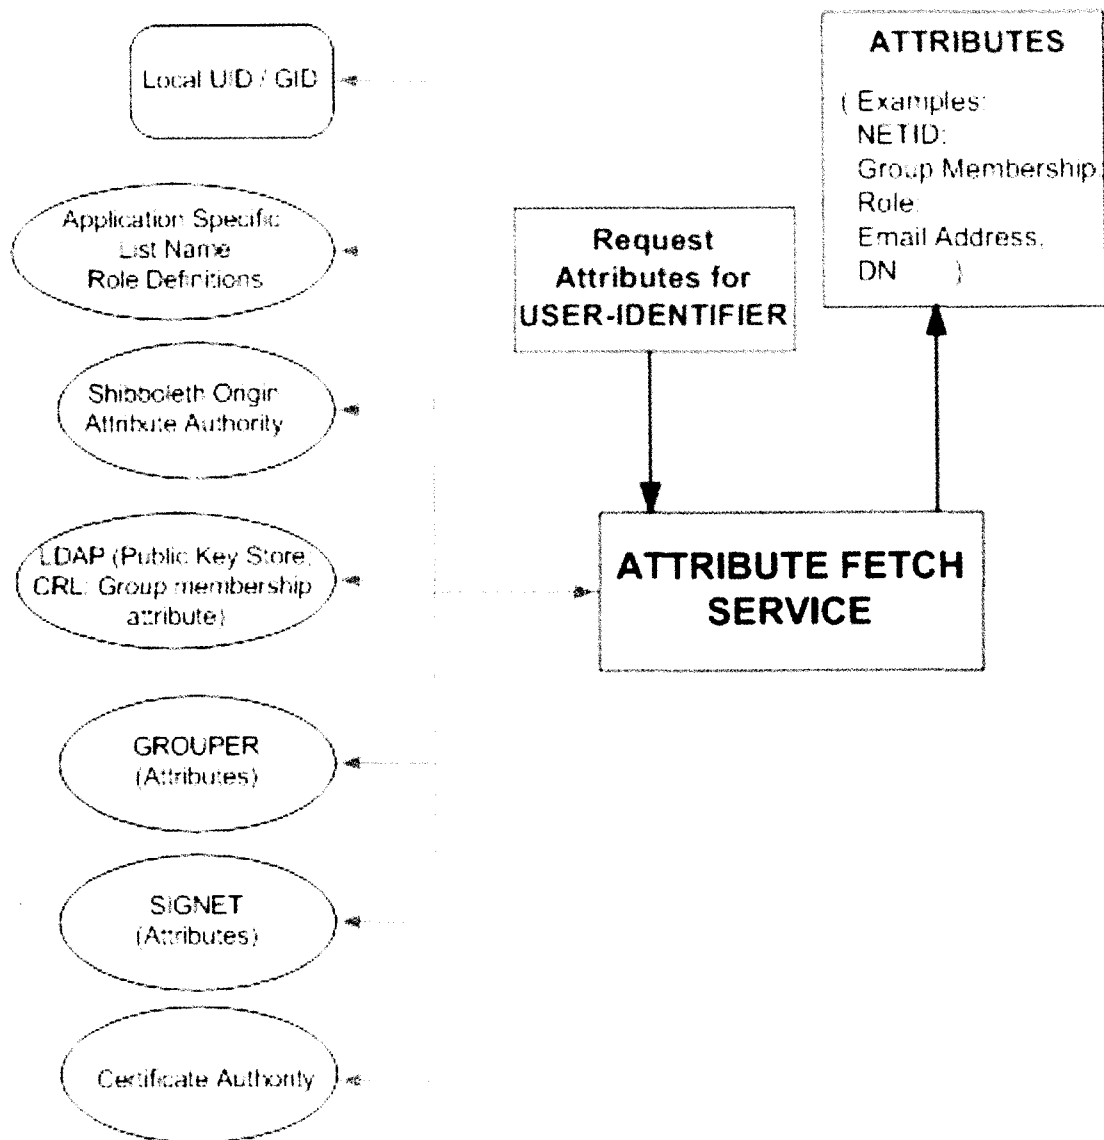 Local UID / GID
Application Specific
List Name
Role Definitions
Shibboleth Origin
Attribute Authority
LDAP (Public Key Store;
CRL; Group membership
attribute)
GROUPER
(Attributes)
SIGNET
(Attributes)
Certificate Authority
Request
Attributes for
USER-IDENTIFIER
ATTRIBUTES
( Examples:
NETID;
Group Membership;
Role;
Email Address,
DN )
ATTRIBUTE FETCH
SERVICE